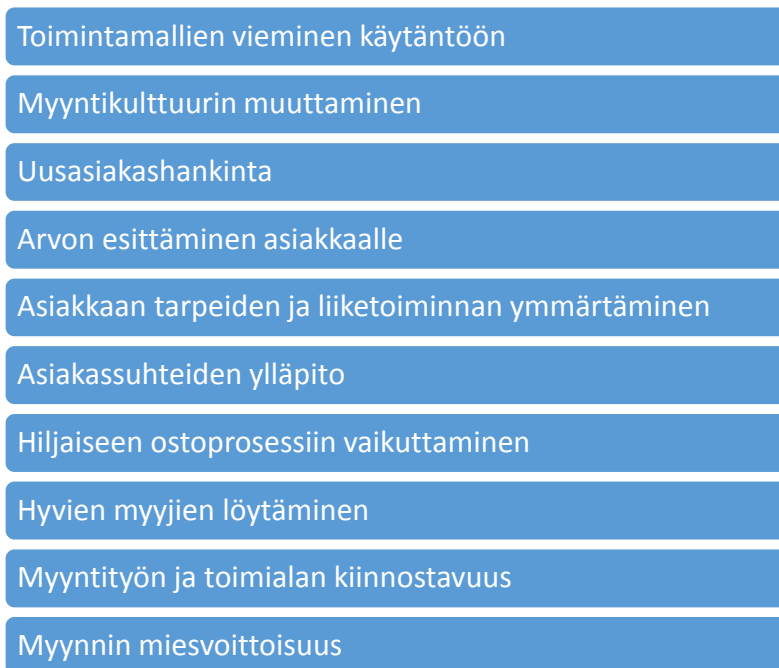 Toimintamallien vieminen käytäntöön
Myyntikulttuurin muuttaminen
Uusasiakashankinta
Arvon esittäminen asiakkaalle
Asiakkaan tarpeiden ja liiketoiminnan ymmärtäminen
Asiakassuhteiden ylläpito
Hiljaiseen ostoprosessiin vaikuttaminen
Hyvien myyjien löytäminen
Myyntityön ja toimialan kiinnostavuus
Myynnin miesvoittoisuus